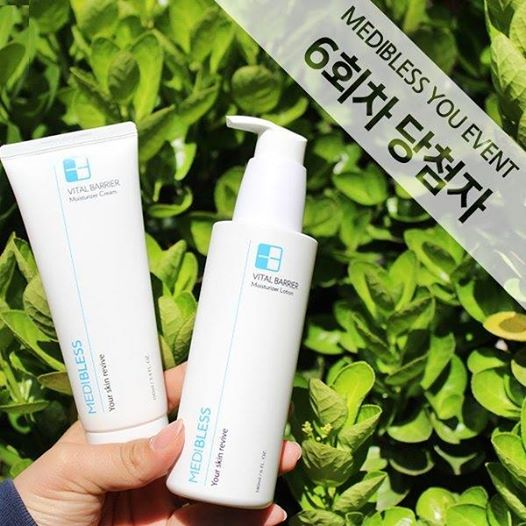 MEDIBLESS YOU EVENT
6회차 당첨자
VITAL BARRIER
Moisturizer Cream
MEDIBLESS
Your skin revive
VITAL BARRIER
Moisturizer Lotion
MEDIBLESS
Your skin revive